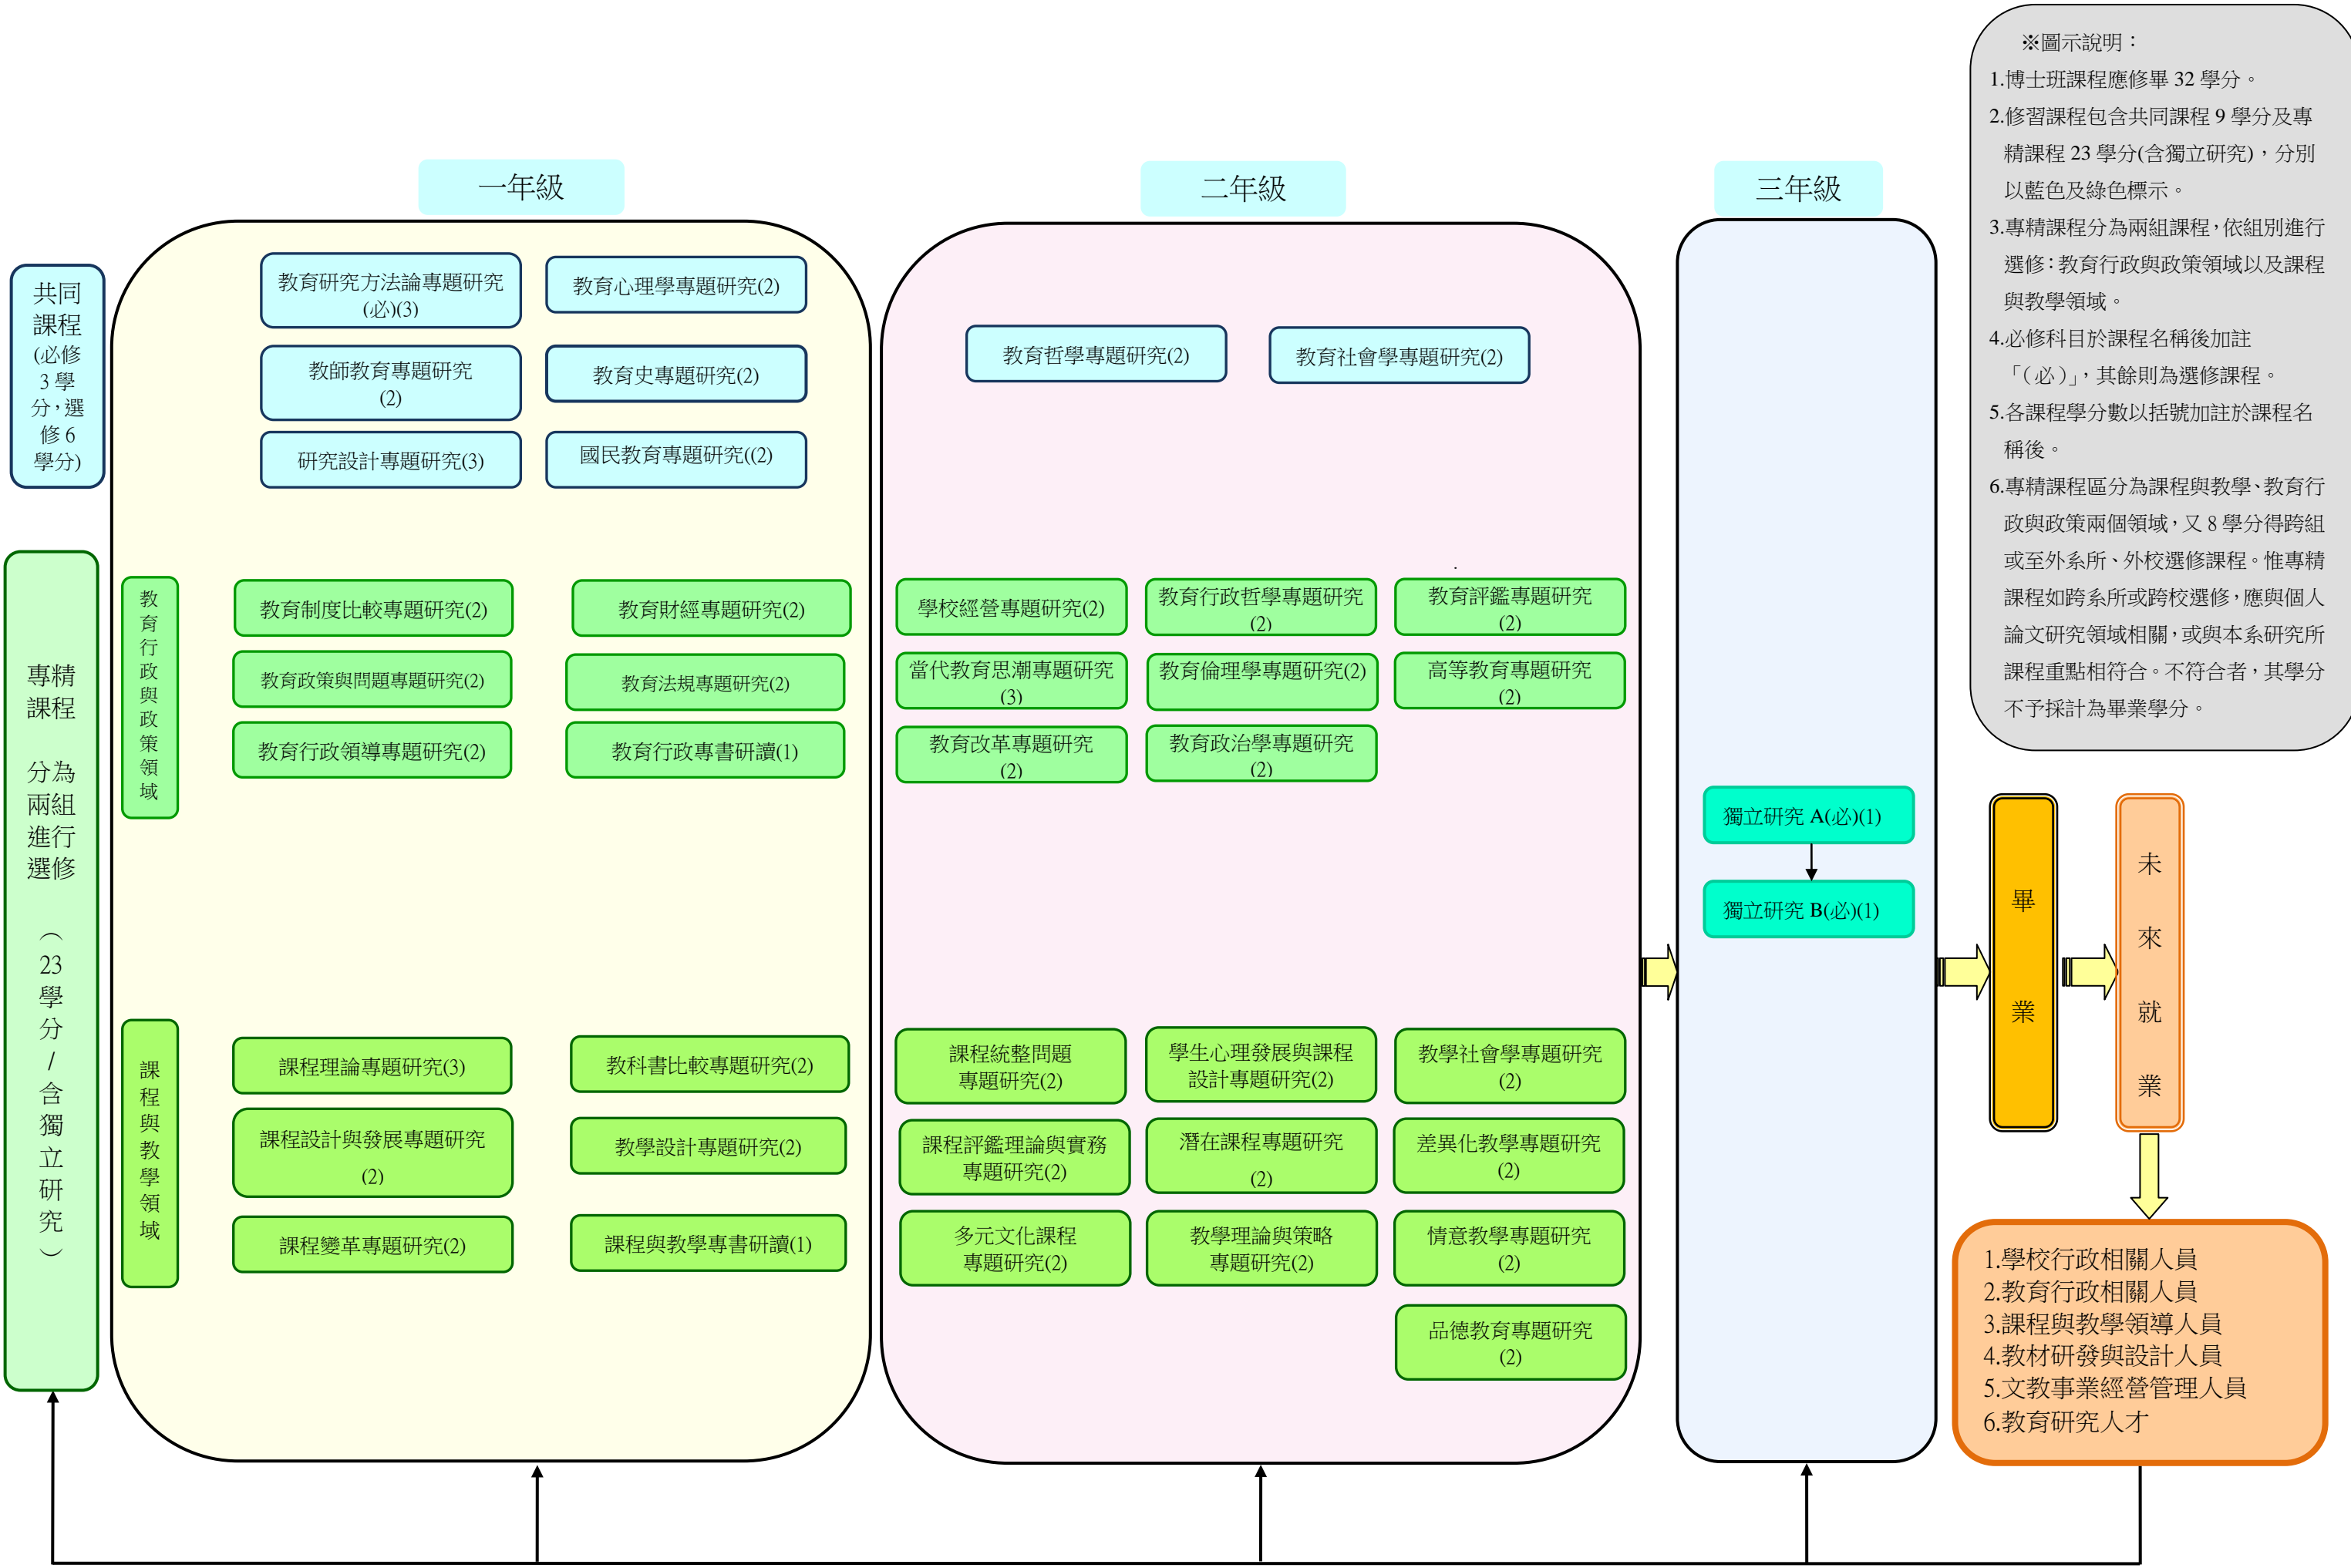 ※圖示說明：
1.博士班課程應修畢 32 學分。
2.修習課程包含共同課程 9 學分及專
精課程 23 學分(含獨立研究)，分別
以藍色及綠色標示。
3.專精課程分為兩組課程，依組別進行
選修：教育行政與政策領域以及課程
與教學領域。
4.必修科目於課程名稱後加註
「（必）」，其餘則為選修課程。
5.各課程學分數以括號加註於課程名
稱後。
6.專精課程區分為課程與教學、教育行
政與政策兩個領域，又 8 學分得跨組
或至外系所、外校選修課程。惟專精
課程如跨系所或跨校選修，應與個人
論文研究領域相關，或與本系研究所
課程重點相符合。不符合者，其學分
不予採計為畢業學分。
一年級
二年級
三年級
共同
課程
(必修
3 學
分，選
修 6
學分)
教育研究方法論專題研究
(必)(3)
教育心理學專題研究(2)
教師教育專題研究
(2)
教育史專題研究(2)
研究設計專題研究(3)
國民教育專題研究((2)
教育哲學專題研究(2)
教育社會學專題研究(2)
專精
課程
分為
兩組
進行
選修
（
23
學
分
/
含
獨
立
研
究
）
教
育
行
政
與
政
策
領
域
教育制度比較專題研究(2)
教育財經專題研究(2)
教育政策與問題專題研究(2)
教育法規專題研究(2)
教育行政領導專題研究(2)
教育行政專書研讀(1)
學校經營專題研究(2)
教育行政哲學專題研究
(2)
教育評鑑專題研究
(2)
當代教育思潮專題研究
(3)
教育倫理學專題研究(2)
高等教育專題研究
(2)
教育改革專題研究
(2)
教育政治學專題研究
(2)
獨立研究 A(必)(1)
獨立研究 B(必)(1)
課
程
與
教
學
領
域
課程理論專題研究(3)
教科書比較專題研究(2)
課程設計與發展專題研究
(2)
教學設計專題研究(2)
課程變革專題研究(2)
課程與教學專書研讀(1)
課程統整問題
專題研究(2)
學生心理發展與課程
設計專題研究(2)
教學社會學專題研究
(2)
課程評鑑理論與實務
專題研究(2)
潛在課程專題研究
(2)
差異化教學專題研究
(2)
多元文化課程
專題研究(2)
教學理論與策略
專題研究(2)
情意教學專題研究
(2)
品德教育專題研究
(2)
畢
業
未
來
就
業
1.學校行政相關人員
2.教育行政相關人員
3.課程與教學領導人員
4.教材研發與設計人員
5.文教事業經營管理人員
6.教育研究人才